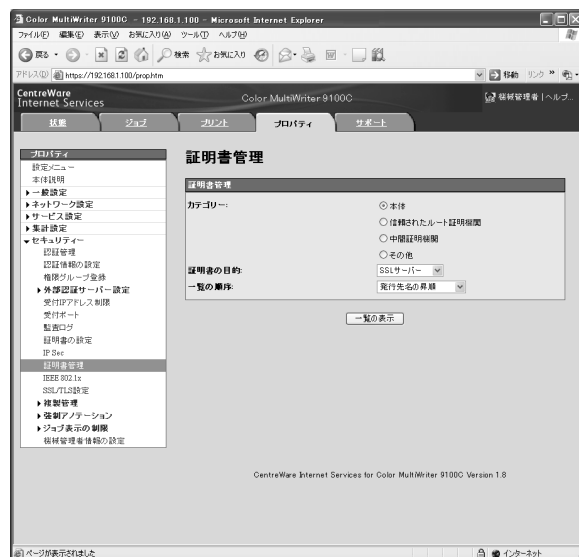 Color MultiWriter 9100C - 192.168.1.100 - Microsoft Internet Explorer
ファイル(F) 編集(E) 表示(V) お気に入り(A) ツール(T) ヘルプ(H)
戻る 検索 お気に入り
アドレス(D) https://192.168.1.100/prop.htm 移動 リンク »
CentreWare
Internet Services
Color MultiWriter 9100C
機械管理者 | ヘルプ...
状態 ジョブ プリント プロパティ サポート
プロパティ
設定メニュー
本体説明
一般設定
ネットワーク設定
サービス設定
集計設定
セキュリティー
認証管理
認証情報の設定
権限グループ登録
外部認証サーバー設定
受付IPアドレス制限
受付ポート
監査ログ
証明書の設定
IP Sec
証明書管理
IEEE 802.1x
SSL/TLS設定
複製管理
強制アノテーション
ジョブ表示の制限
機械管理者情報の設定
証明書管理
証明書管理
カテゴリー:
本体
信頼されたルート証明機関
中間証明機関
その他
証明書の目的: SSLサーバー
一覧の順序: 発行先名の昇順
一覧の表示
CentreWare Internet Services for Color MultiWriter 9100C Version 1.8
ページが表示されました
インターネット